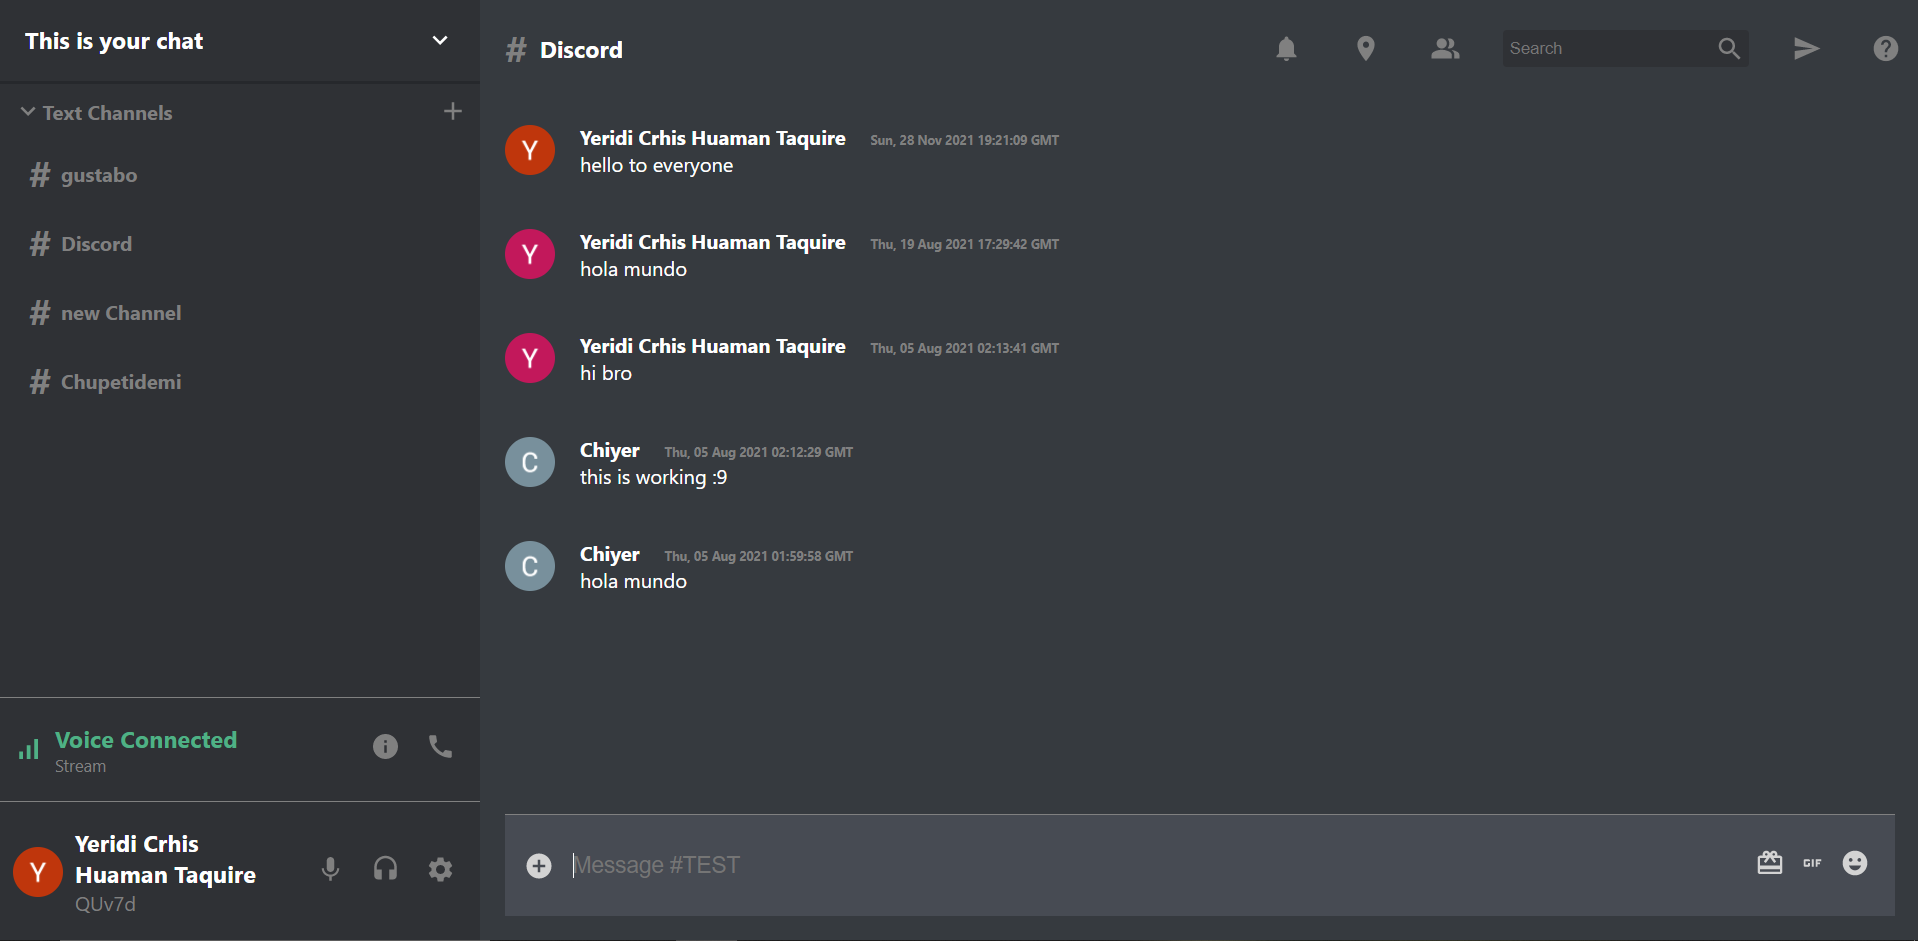 This is your chat
Text Channels
# gustabo
# Discord
# new Channel
# Chupetidemi
Voice Connected
Stream
Y
Yeridi Crhis
Huaman Taquire
QUv7d
# Discord
Search
Y
Yeridi Crhis Huaman Taquire Sun, 28 Nov 2021 19:21:09 GMT
hello to everyone
Y
Yeridi Crhis Huaman Taquire Thu, 19 Aug 2021 17:29:42 GMT
hola mundo
Y
Yeridi Crhis Huaman Taquire Thu, 05 Aug 2021 02:13:41 GMT
hi bro
C
Chiyer Thu, 05 Aug 2021 02:12:29 GMT
this is working :9
C
Chiyer Thu, 05 Aug 2021 01:59:58 GMT
hola mundo
Message #TEST
GIF